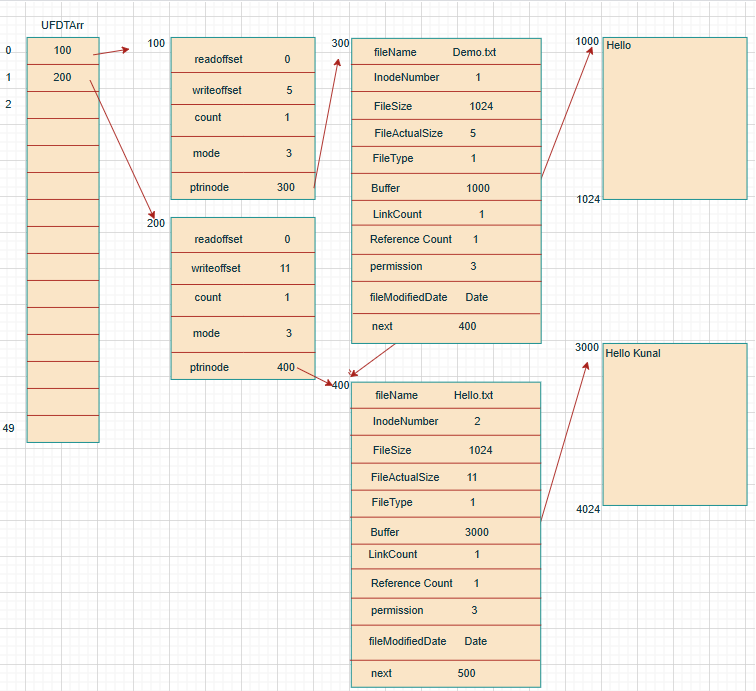 UFDTArr
0 100
1 200
2
49
100
readoffset 0
writeoffset 5
count 1
mode 3
ptrinode 300
200
readoffset 0
writeoffset 11
count 1
mode 3
ptrinode 400
300
fileName Demo.txt
InodeNumber 1
FileSize 1024
FileActualSize 5
FileType 1
Buffer 1000
LinkCount 1
Reference Count 1
permission 3
fileModifiedDate Date
next 400
400
fileName Hello.txt
InodeNumber 2
FileSize 1024
FileActualSize 11
FileType 1
Buffer 3000
LinkCount 1
Reference Count 1
permission 3
fileModifiedDate Date
next 500
1000
Hello
1024
3000
Hello Kunal
4024